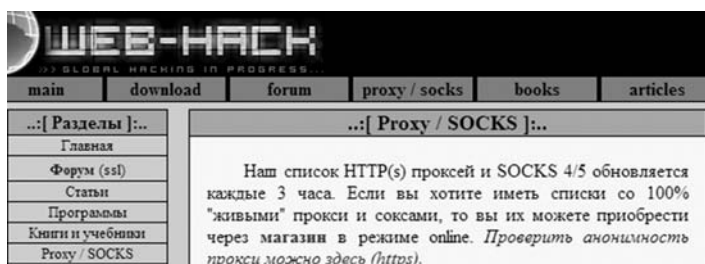 WEB-HACK
>> GLOBAL HACKING IN PROGRESS...
main download forum proxy / socks books articles
..:[ Разделы ]:..
Главная
Форум (ssl)
Статьи
Программы
Книги и учебники
Proxy / SOCKS
..:[ Proxy / SOCKS ]:..
Наш список HTTP(s) проксей и SOCKS 4/5 обновляется
каждые 3 часа. Если вы хотите иметь списки со 100%
"живыми" прокси и соксами, то вы их можете приобрести
через магазин в режиме online. Проверить анонимность
прокси можно здесь (https).